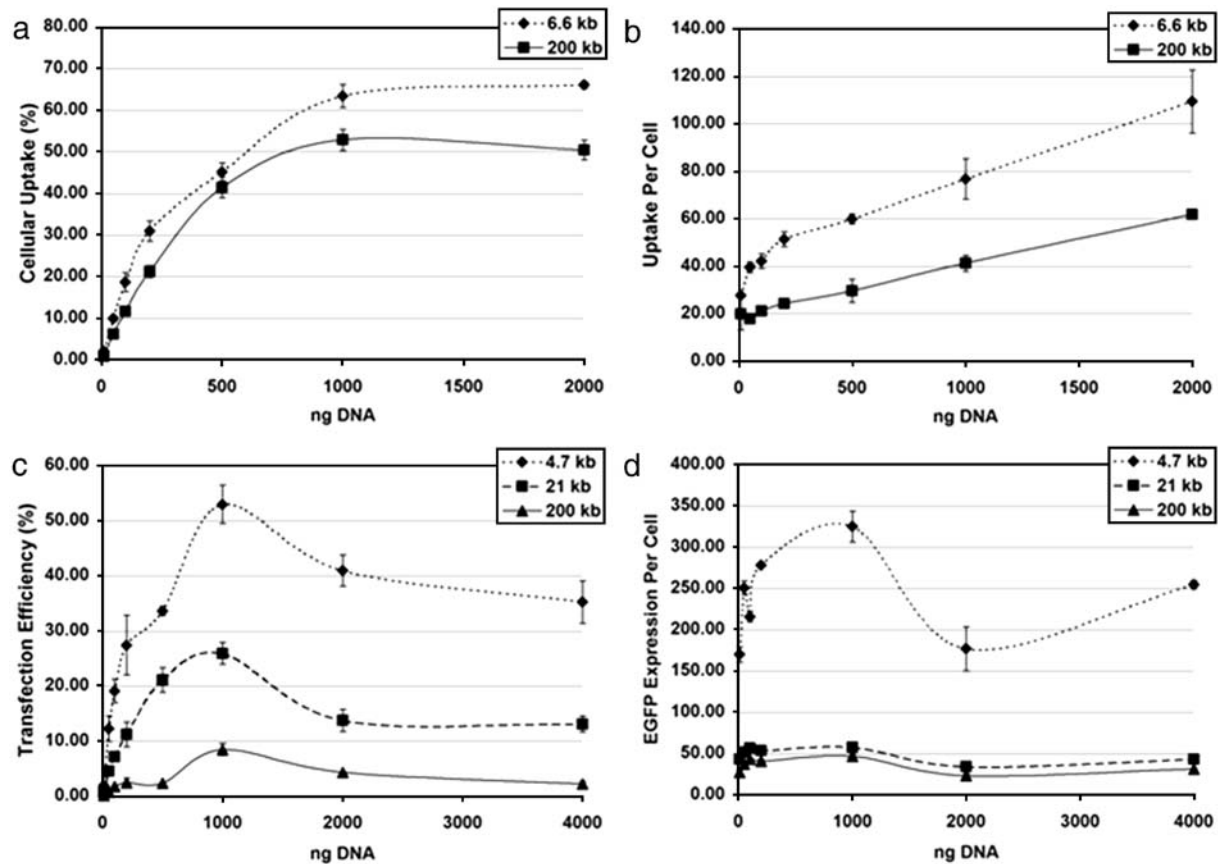 a
80.00
70.00
60.00
50.00
40.00
30.00
20.00
10.00
0.00
Cellular Uptake (%)
6.6 kb
200 kb
0 500 1000 1500 2000
ng DNA
b
140.00
120.00
100.00
80.00
60.00
40.00
20.00
0.00
Uptake Per Cell
6.6 kb
200 kb
0 500 1000 1500 2000
ng DNA
c
60.00
50.00
40.00
30.00
20.00
10.00
0.00
Transfection Efficiency (%)
4.7 kb
21 kb
200 kb
0 1000 2000 3000 4000
ng DNA
d
400.00
350.00
300.00
250.00
200.00
150.00
100.00
50.00
0.00
EGFP Expression Per Cell
4.7 kb
21 kb
200 kb
0 1000 2000 3000 4000
ng DNA